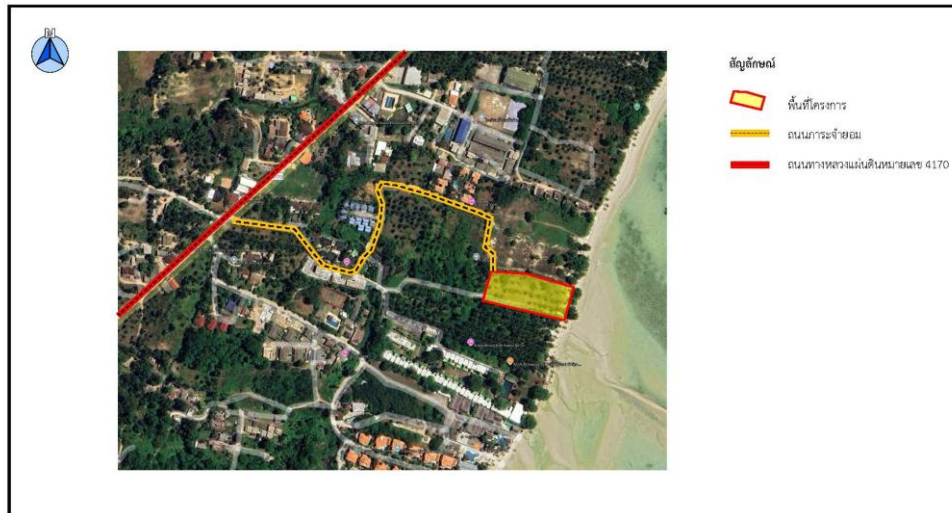 N
สัญลักษณ์
พื้นที่โครงการ
ถนนภาระจำยอม
ถนนทางหลวงแผ่นดินหมายเลข 4170